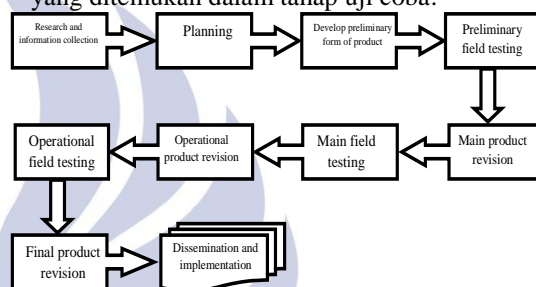 yang ditemukan dalam tahap uji coba.
Research and
information collection
Planning
Develop preliminary
form of product
Preliminary
field testing
Main product
revision
Main field
testing
Operational
product revision
Operational
field testing
Final product
revision
Dissemination and
implementation